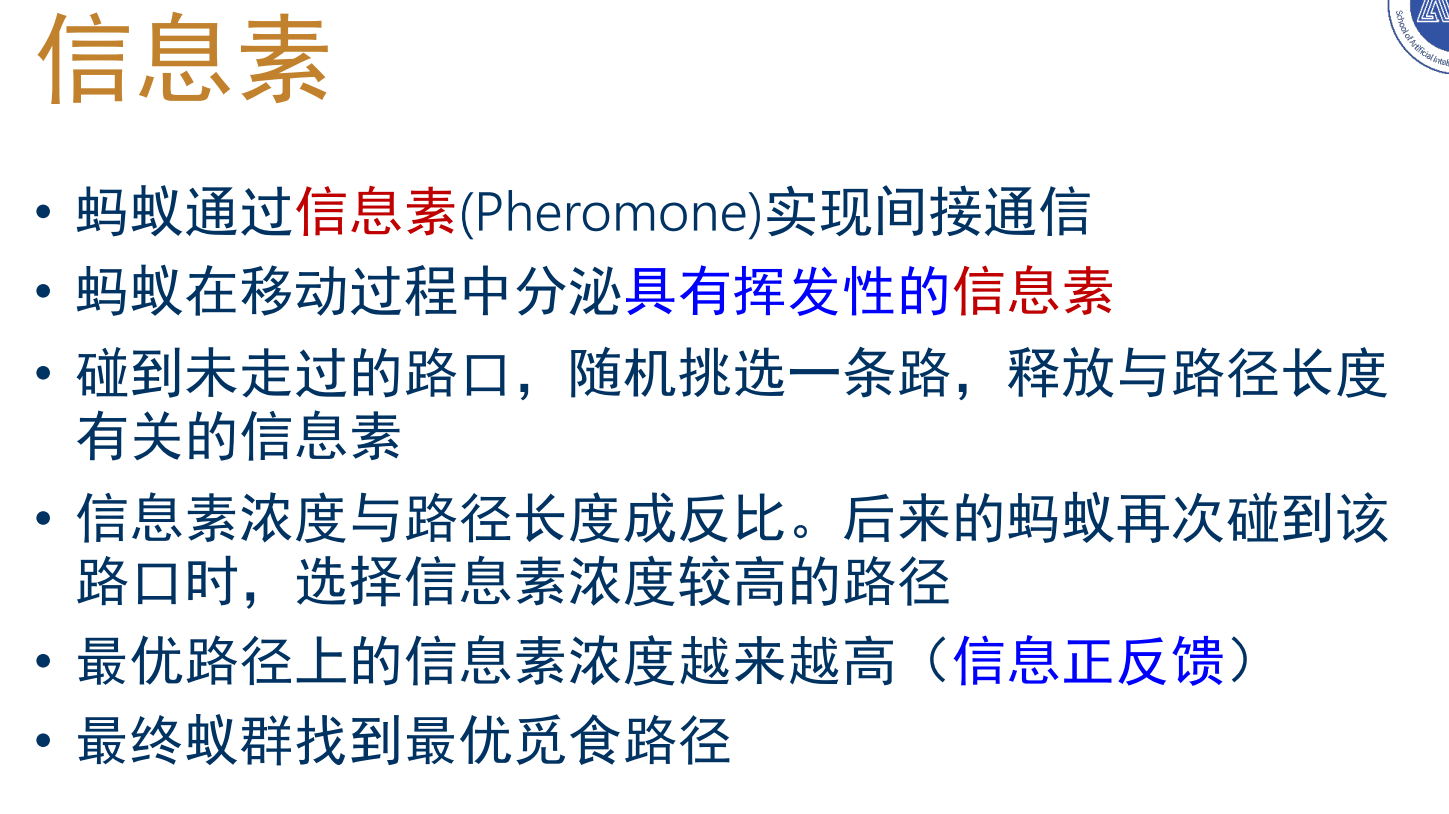 信息素
School of Artificial Intel
• 蚂蚁通过信息素(Pheromone)实现间接通信
• 蚂蚁在移动过程中分泌具有挥发性的信息素
• 碰到未走过的路口，随机挑选一条路，释放与路径长度
有关的信息素
• 信息素浓度与路径长度成反比。后来的蚂蚁再次碰到该
路口时，选择信息素浓度较高的路径
• 最优路径上的信息素浓度越来越高（信息正反馈）
• 最终蚁群找到最优觅食路径